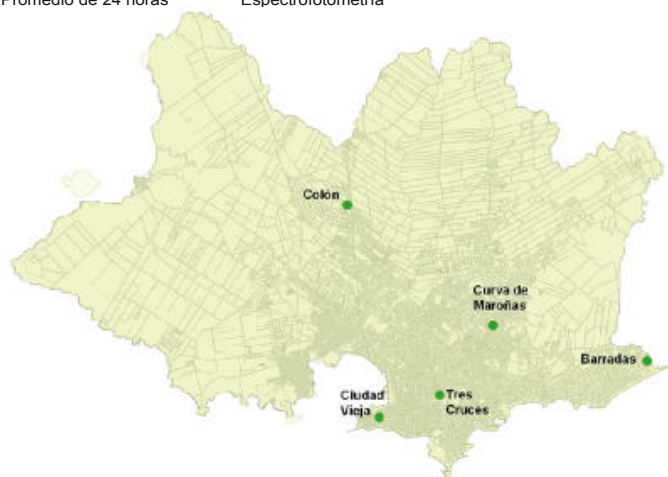 Promedio de 24 horas Espectrofotometría
Colón
Curva de
Maroñas
Barradas
Ciudad
Vieja
Tres
Cruces